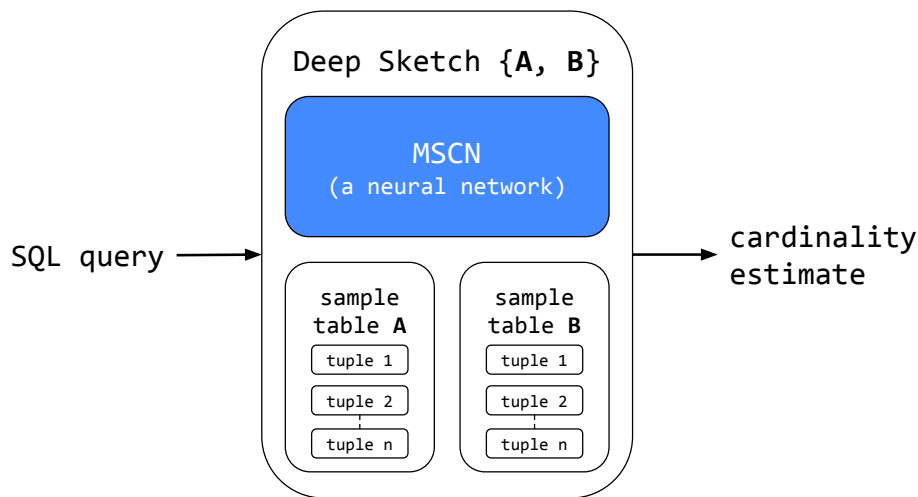 Deep Sketch {A, B}
MSCN
(a neural network)
SQL query
cardinality
estimate
sample
table A
tuple 1
tuple 2
tuple n
sample
table B
tuple 1
tuple 2
tuple n